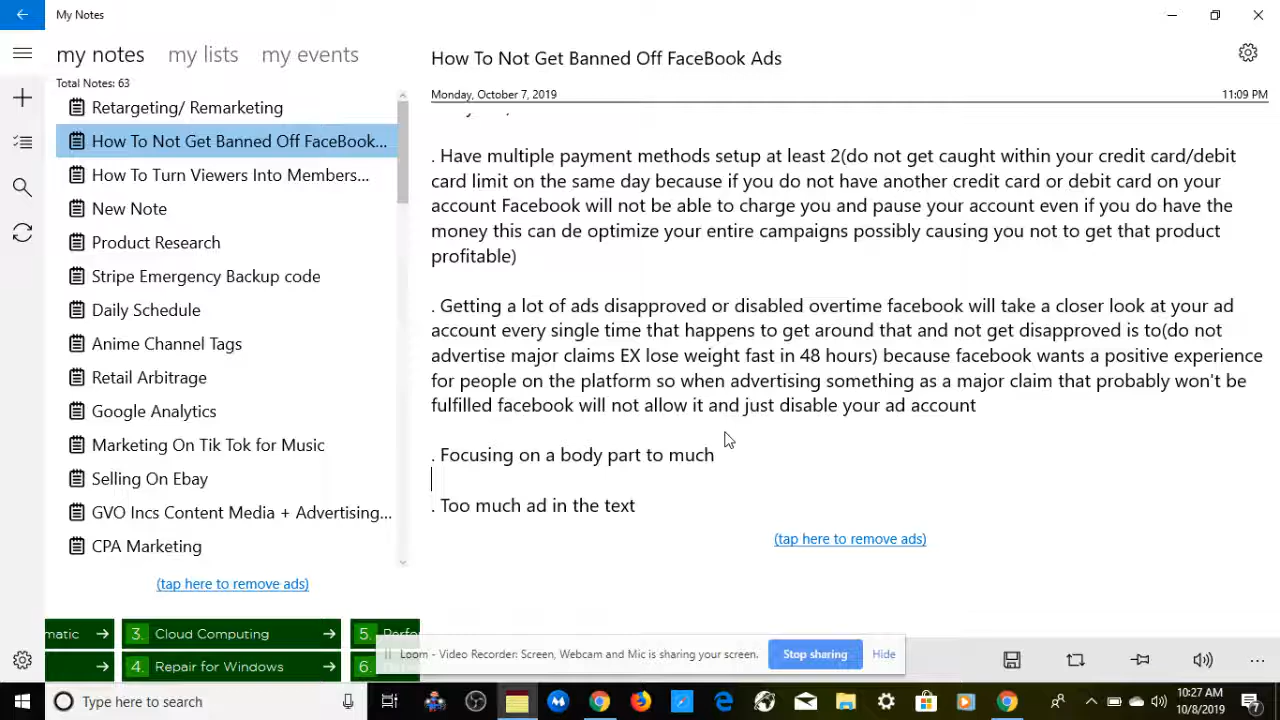 My Notes
my notes my lists my events
Total Notes: 63
Retargeting/ Remarketing
How To Not Get Banned Off FaceBook...
How To Turn Viewers Into Members...
New Note
Product Research
Stripe Emergency Backup code
Daily Schedule
Anime Channel Tags
Retail Arbitrage
Google Analytics
Marketing On Tik Tok for Music
Selling On Ebay
GVO Incs Content Media + Advertising...
CPA Marketing
(tap here to remove ads)
matic
3. Cloud Computing
5.
4. Repair for Windows
6.
How To Not Get Banned Off FaceBook Ads
Monday, October 7, 2019 11:09 PM
. Have multiple payment methods setup at least 2(do not get caught within your credit card/debit
card limit on the same day because if you do not have another credit card or debit card on your
account Facebook will not be able to charge you and pause your account even if you do have the
money this can de optimize your entire campaigns possibly causing you not to get that product
profitable)
. Getting a lot of ads disapproved or disabled overtime facebook will take a closer look at your ad
account every single time that happens to get around that and not get disapproved is to(do not
advertise major claims EX lose weight fast in 48 hours) because facebook wants a positive experience
for people on the platform so when advertising something as a major claim that probably won't be
fulfilled facebook will not allow it and just disable your ad account
. Focusing on a body part to much
. Too much ad in the text
(tap here to remove ads)
Loom - Video Recorder: Screen, Webcam and Mic is sharing your screen. Stop sharing Hide
Type here to search
10:27 AM
10/8/2019
7